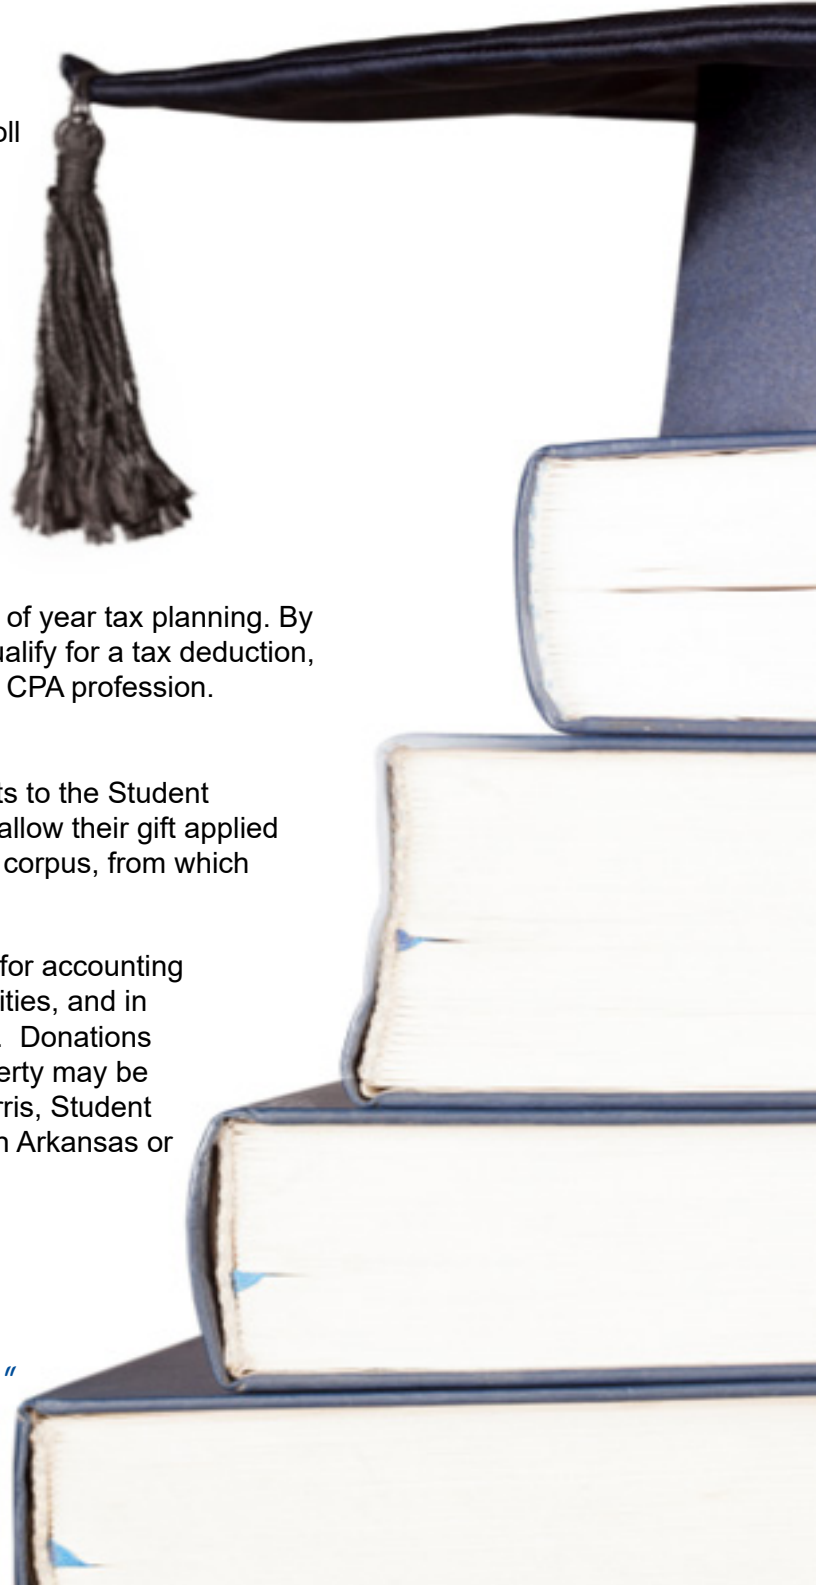 oll
of year tax planning. By
ualify for a tax deduction,
CPA profession.
ts to the Student
allow their gift applied
corpus, from which
for accounting
ities, and in
. Donations
erty may be
rris, Student
n Arkansas or
"